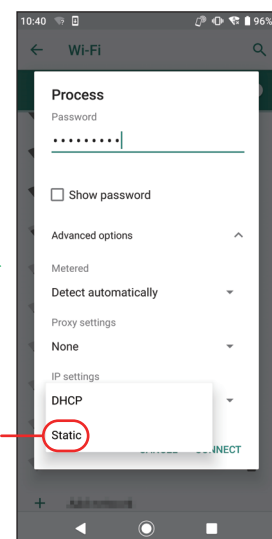 10:40 96%
Wi-Fi
Process
Password
•••••••••
Show password
Advanced options
Metered
Detect automatically
Proxy settings
None
IP settings
DHCP
Static